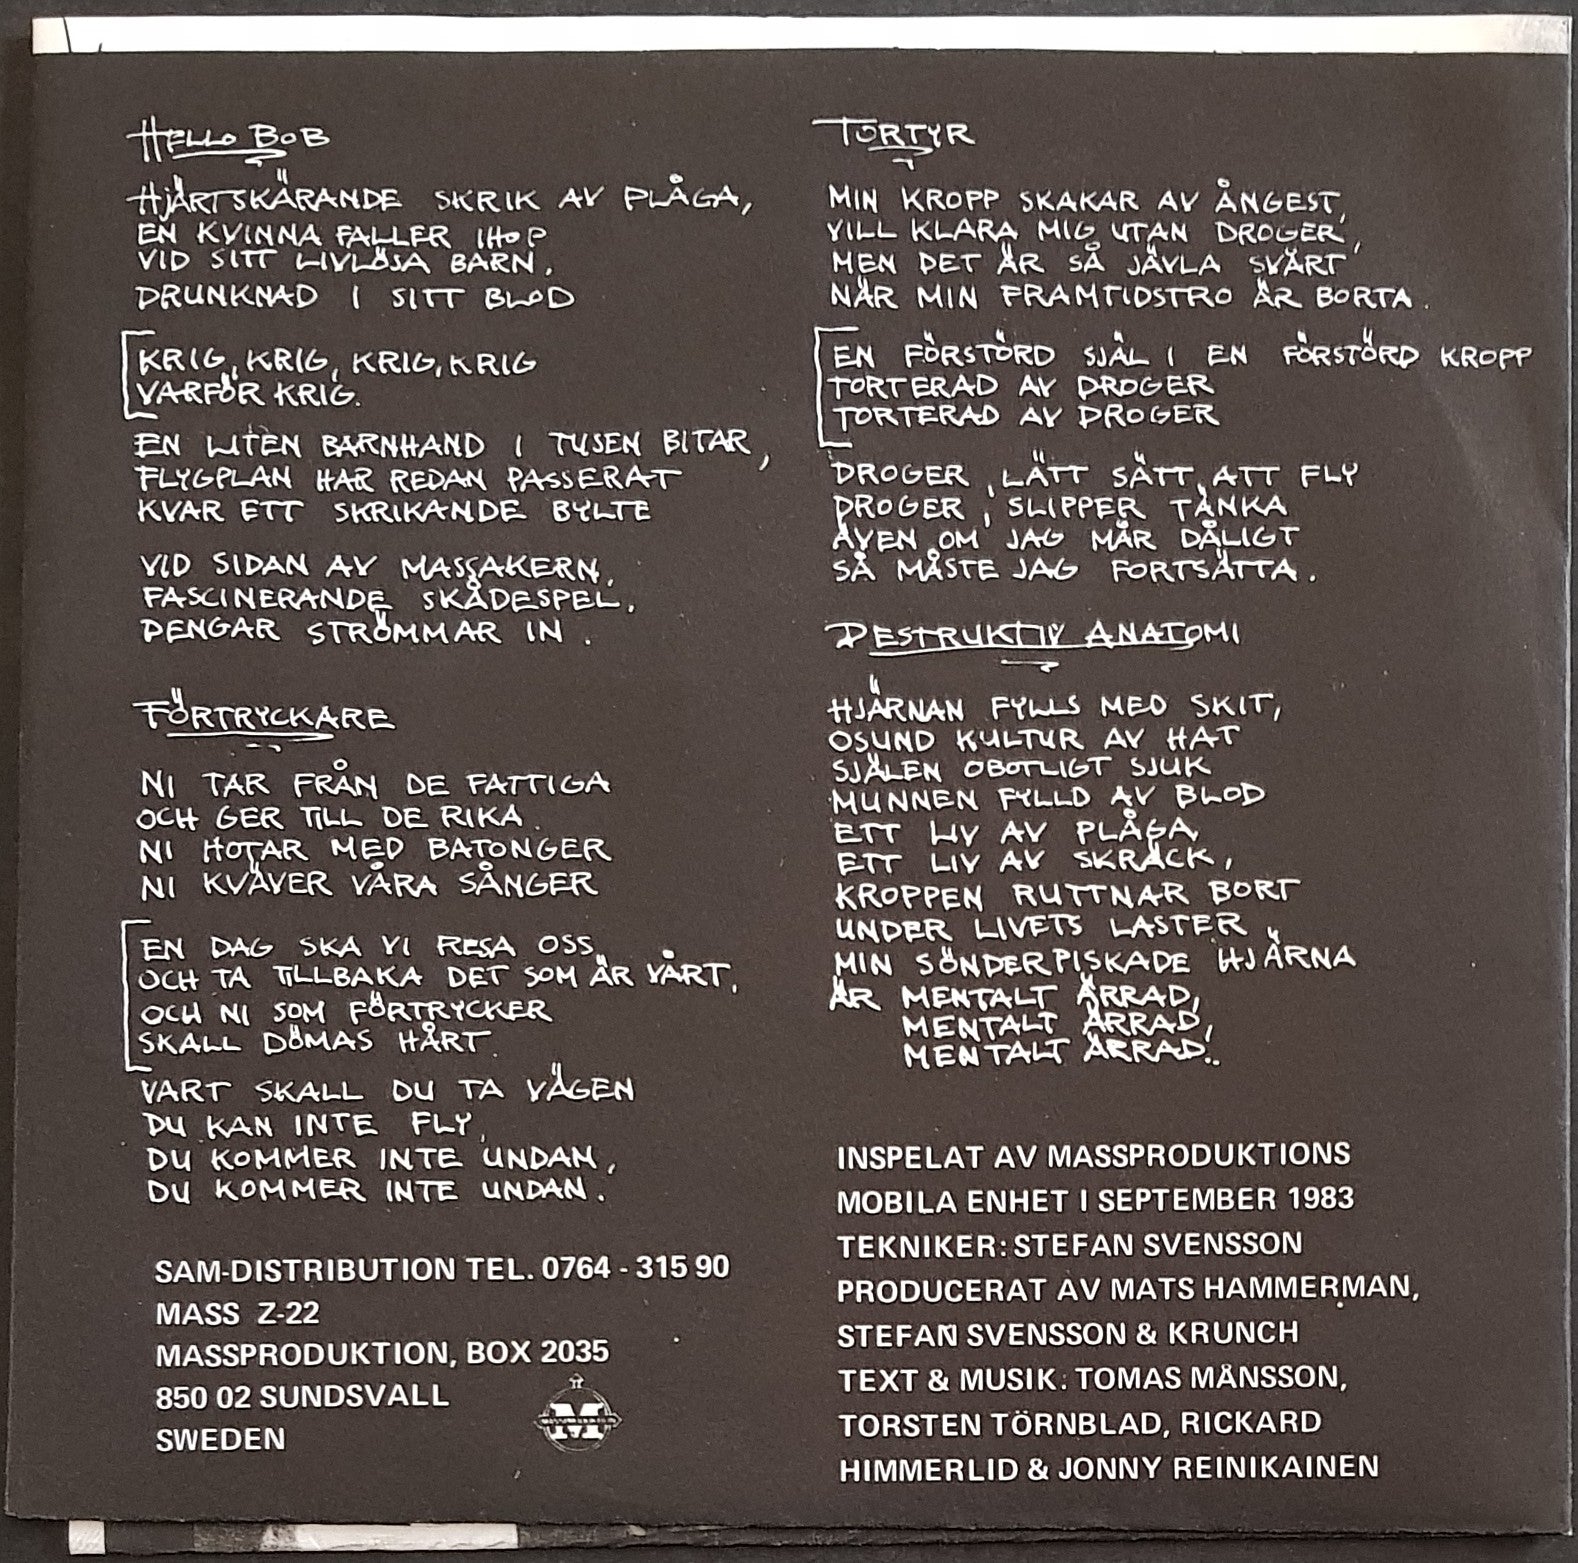 HELLO BOB
HJÄRTSKÄRANDE SKRIK AV PLÅGA,
EN KVINNA FALLER IHOP
VID SITT LIVLÖSA BARN.
DRUNKNAD I SITT BLOD
KRIG, KRIG, KRIG, KRIG
VARFÖR KRIG.
EN LITEN BARNHAND I TUSEN BITAR,
FLYGPLAN HAR REDAN PASSERAT
KVAR ETT SKRIKANDE BYLTE
VID SIDAN AV MASSAKERN,
FASCINERANDE SKÅDESPEL,
PENGAR STRÖMMAR IN.
FÖRTRYCKARE
NI TAR FRÅN DE FATTIGA
OCH GER TILL DE RIKA.
NI HOTAR MED BATONGER
NI KVÄVER VÅRA SÅNGER
EN DAG SKA VI RESA OSS
OCH TA TILLBAKA DET SOM ÄR VÅRT,
OCH NI SOM FÖRTRYCKER
SKALL DÖMAS HÅRT.
VART SKALL DU TA VÄGEN
DU KAN INTE FLY,
DU KOMMER INTE UNDAN,
DU KOMMER INTE UNDAN.
SAM-DISTRIBUTION TEL. 0764 - 315 90
MASS Z-22
MASSPRODUKTION, BOX 2035
850 02 SUNDSVALL
SWEDEN
M
TORTYR
MIN KROPP SKAKAR AV ÅNGEST,
VILL KLARA MIG UTAN DROGER,
MEN DET ÄR SÅ JÄVLA SVÅRT
NÄR MIN FRAMTIDSTRO ÄR BORTA.
EN FÖRSTÖRD SJÄL I EN FÖRSTÖRD KROPP
TORTERAD AV DROGER
TORTERAD AV DROGER
DROGER, LÄTT SÄTT ATT FLY
DROGER, SLIPPER TÄNKA
ÄVEN OM JAG MÅR DÅLIGT
SÅ MÅSTE JAG FORTSÄTTA.
DESTRUKTIV ANATOMI
HJÄRNAN FYLLS MED SKIT,
OSUND KULTUR AV HAT
SJÄLEN OBOTLIGT SJUK
MUNNEN FYLLD AV BLOD
ETT LIV AV PLÅGA,
ETT LIV AV SKRÄCK,
KROPPEN RUTTNAR BORT
UNDER LIVETS LASTER
MIN SÖNDERPISKADE HJÄRNA
ÄR MENTALT ÄRRAD,
MENTALT ÄRRAD,
MENTALT ÄRRAD..
INSPELAT AV MASSPRODUKTIONS
MOBILA ENHET I SEPTEMBER 1983
TEKNIKER: STEFAN SVENSSON
PRODUCERAT AV MATS HAMMERMAN,
STEFAN SVENSSON & KRUNCH
TEXT & MUSIK: TOMAS MÅNSSON,
TORSTEN TÖRNBLAD, RICKARD
HIMMERLID & JONNY REINIKAINEN